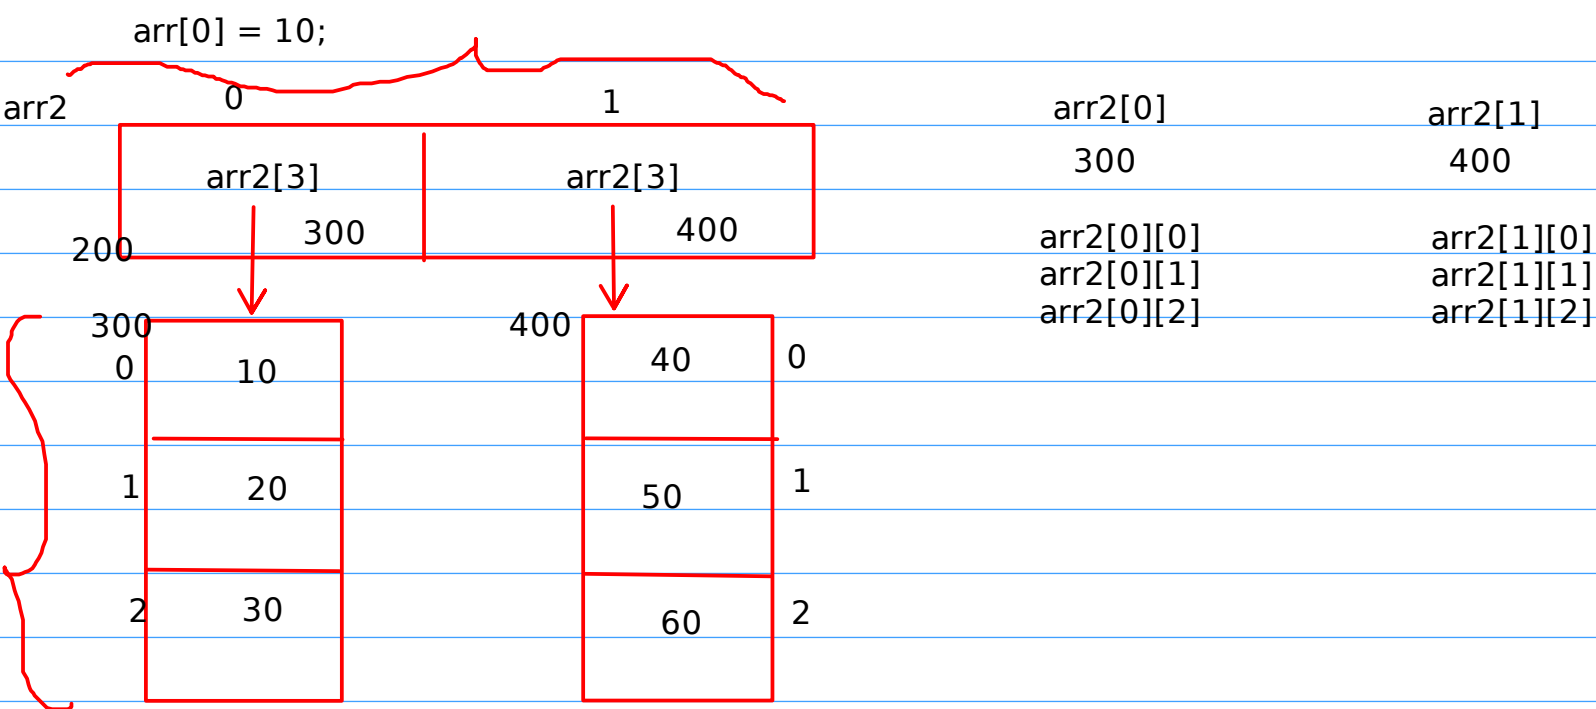 arr[0] = 10;
0 1
arr2
arr2[3] arr2[3]
300 400
200
300 400
0 10 40 0
1 20 50 1
2 30 60 2
arr2[0] arr2[1]
300 400
arr2[0][0] arr2[1][0]
arr2[0][1] arr2[1][1]
arr2[0][2] arr2[1][2]